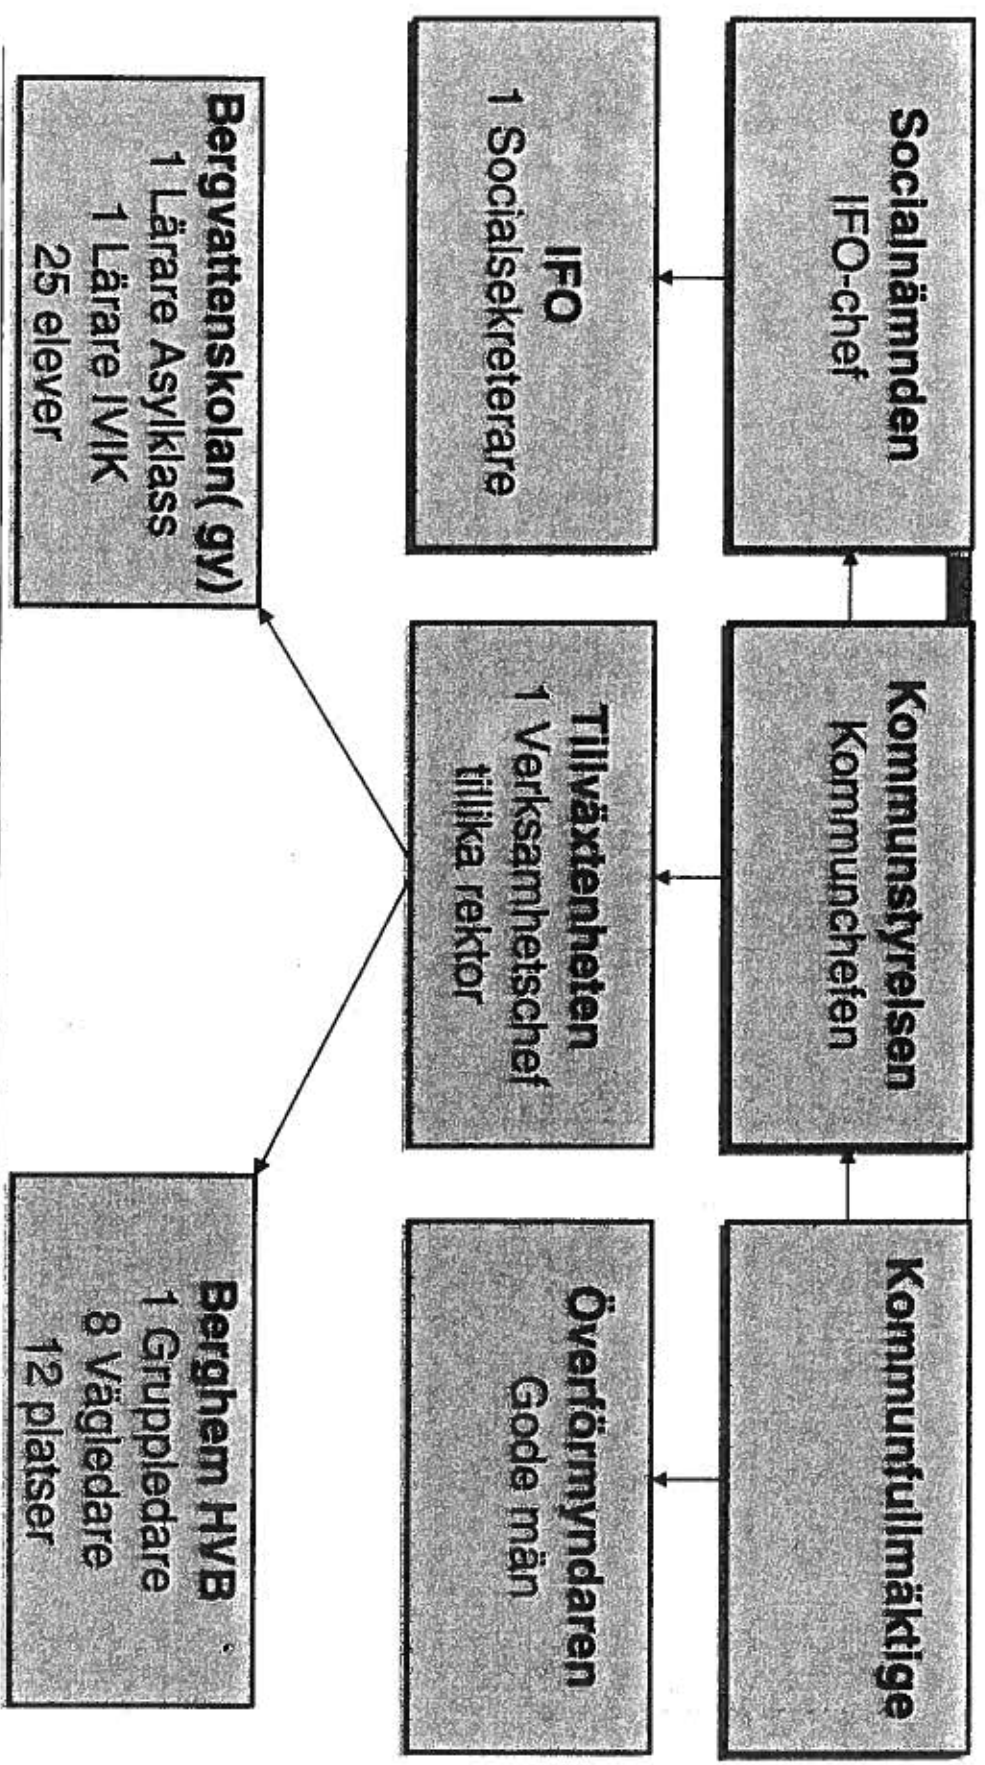 Socialnämnden
IFO-chef
Kommunstyrelsen
Kommunchefen
Kommunfullmäktige
IFO
1 Socialsekreterare
Tillväxtenheten
1 Verksamhetschef
tillika rektor
Överförmyndaren
Gode män
Bergvattenskolan( gy)
1 Lärare Asylklass
1 Lärare IVIK
25 elever
Berghem HVB
1 Gruppledare
8 Vägledare
12 platser